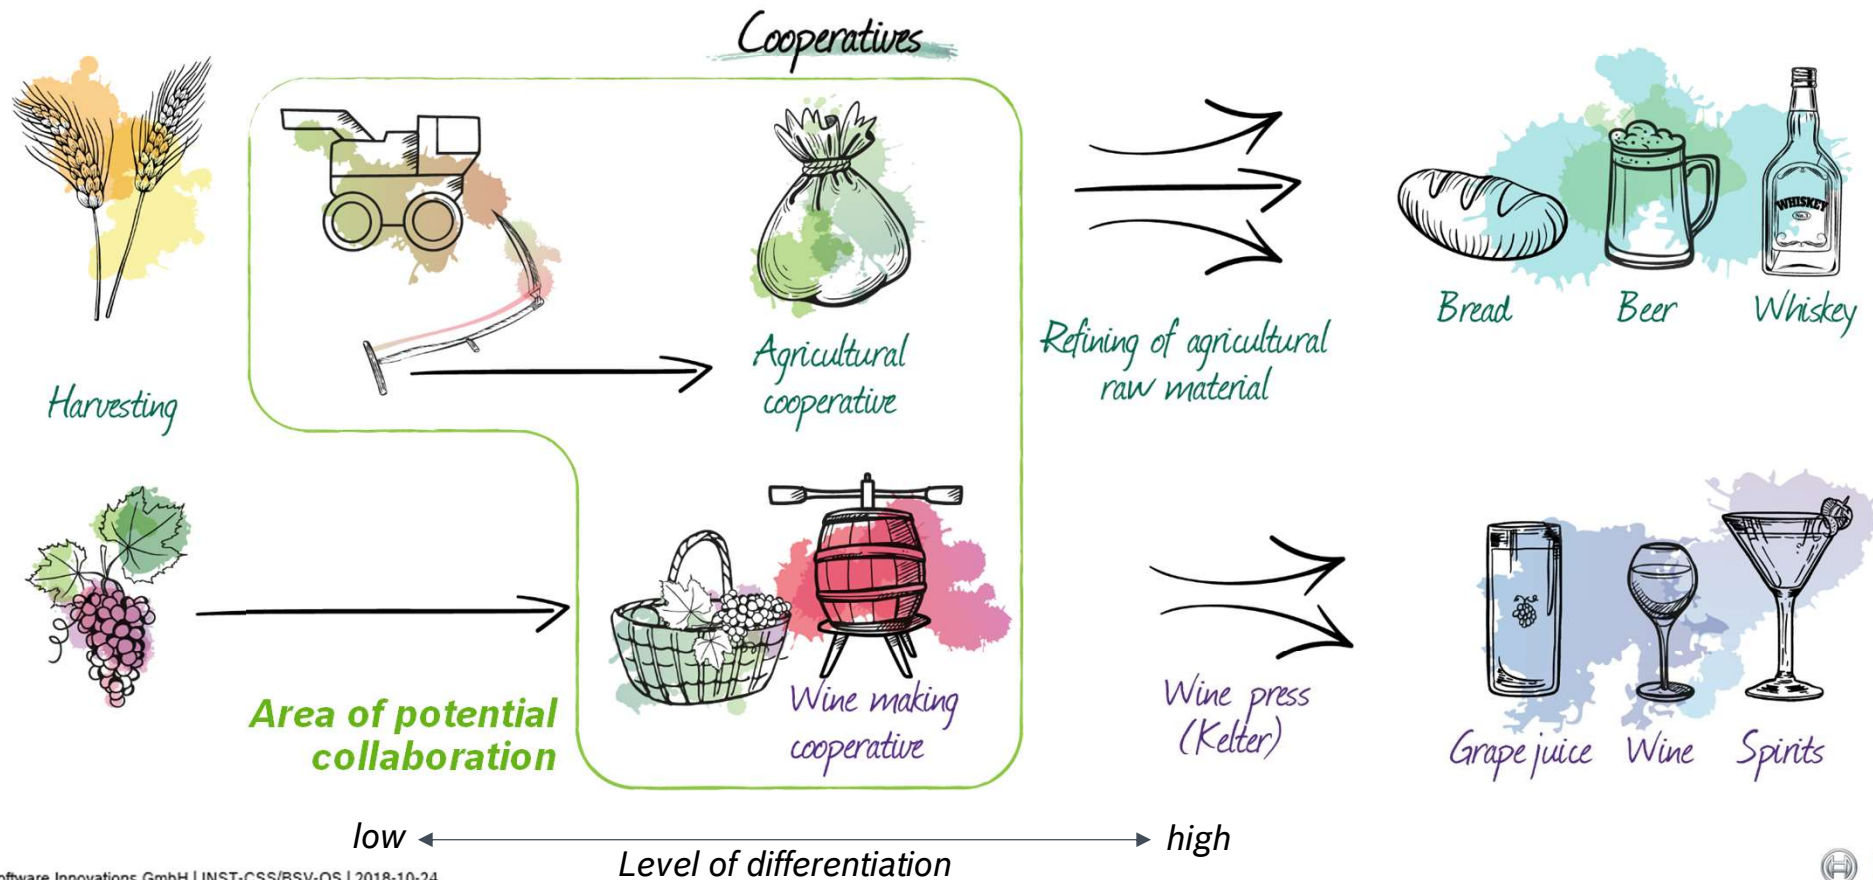 Cooperatives
WHISKEY
No.1
Bread
Beer
Whiskey
Agricultural
cooperative
Refining of agricultural
raw material
Harvesting
Area of potential
collaboration
Wine making
cooperative
Wine press
(Kelter)
Grape juice
Wine
Spirits
low
high
Level of differentiation
oftware Innovations GmbH | INST-CSS/BSV-OS | 2018-10-24